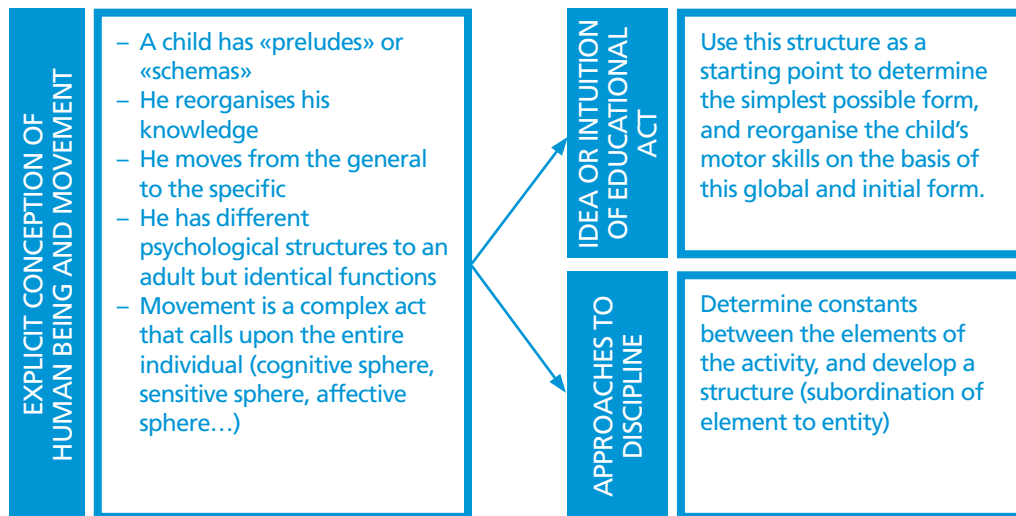 EXPLICIT CONCEPTION OF
HUMAN BEING AND MOVEMENT
– A child has «preludes» or
«schemas»
– He reorganises his
knowledge
– He moves from the general
to the specific
– He has different
psychological structures to an
adult but identical functions
– Movement is a complex act
that calls upon the entire
individual (cognitive sphere,
sensitive sphere, affective
sphere…)
IDEA OR INTUITION
OF EDUCATIONAL
ACT
Use this structure as a
starting point to determine
the simplest possible form,
and reorganise the child’s
motor skills on the basis of
this global and initial form.
APPROACHES TO
DISCIPLINE
Determine constants
between the elements of
the activity, and develop a
structure (subordination of
element to entity)